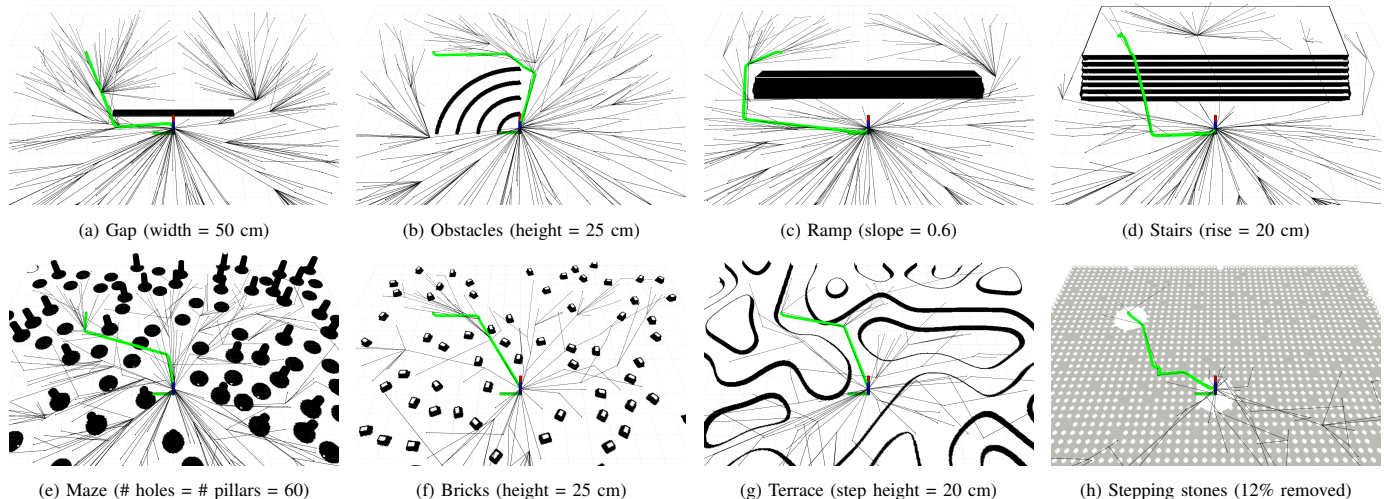 (a) Gap (width = 50 cm)
(b) Obstacles (height = 25 cm)
(c) Ramp (slope = 0.6)
(d) Stairs (rise = 20 cm)
(e) Maze (# holes = # pillars = 60)
(f) Bricks (height = 25 cm)
(g) Terrace (step height = 20 cm)
(h) Stepping stones (12% removed)